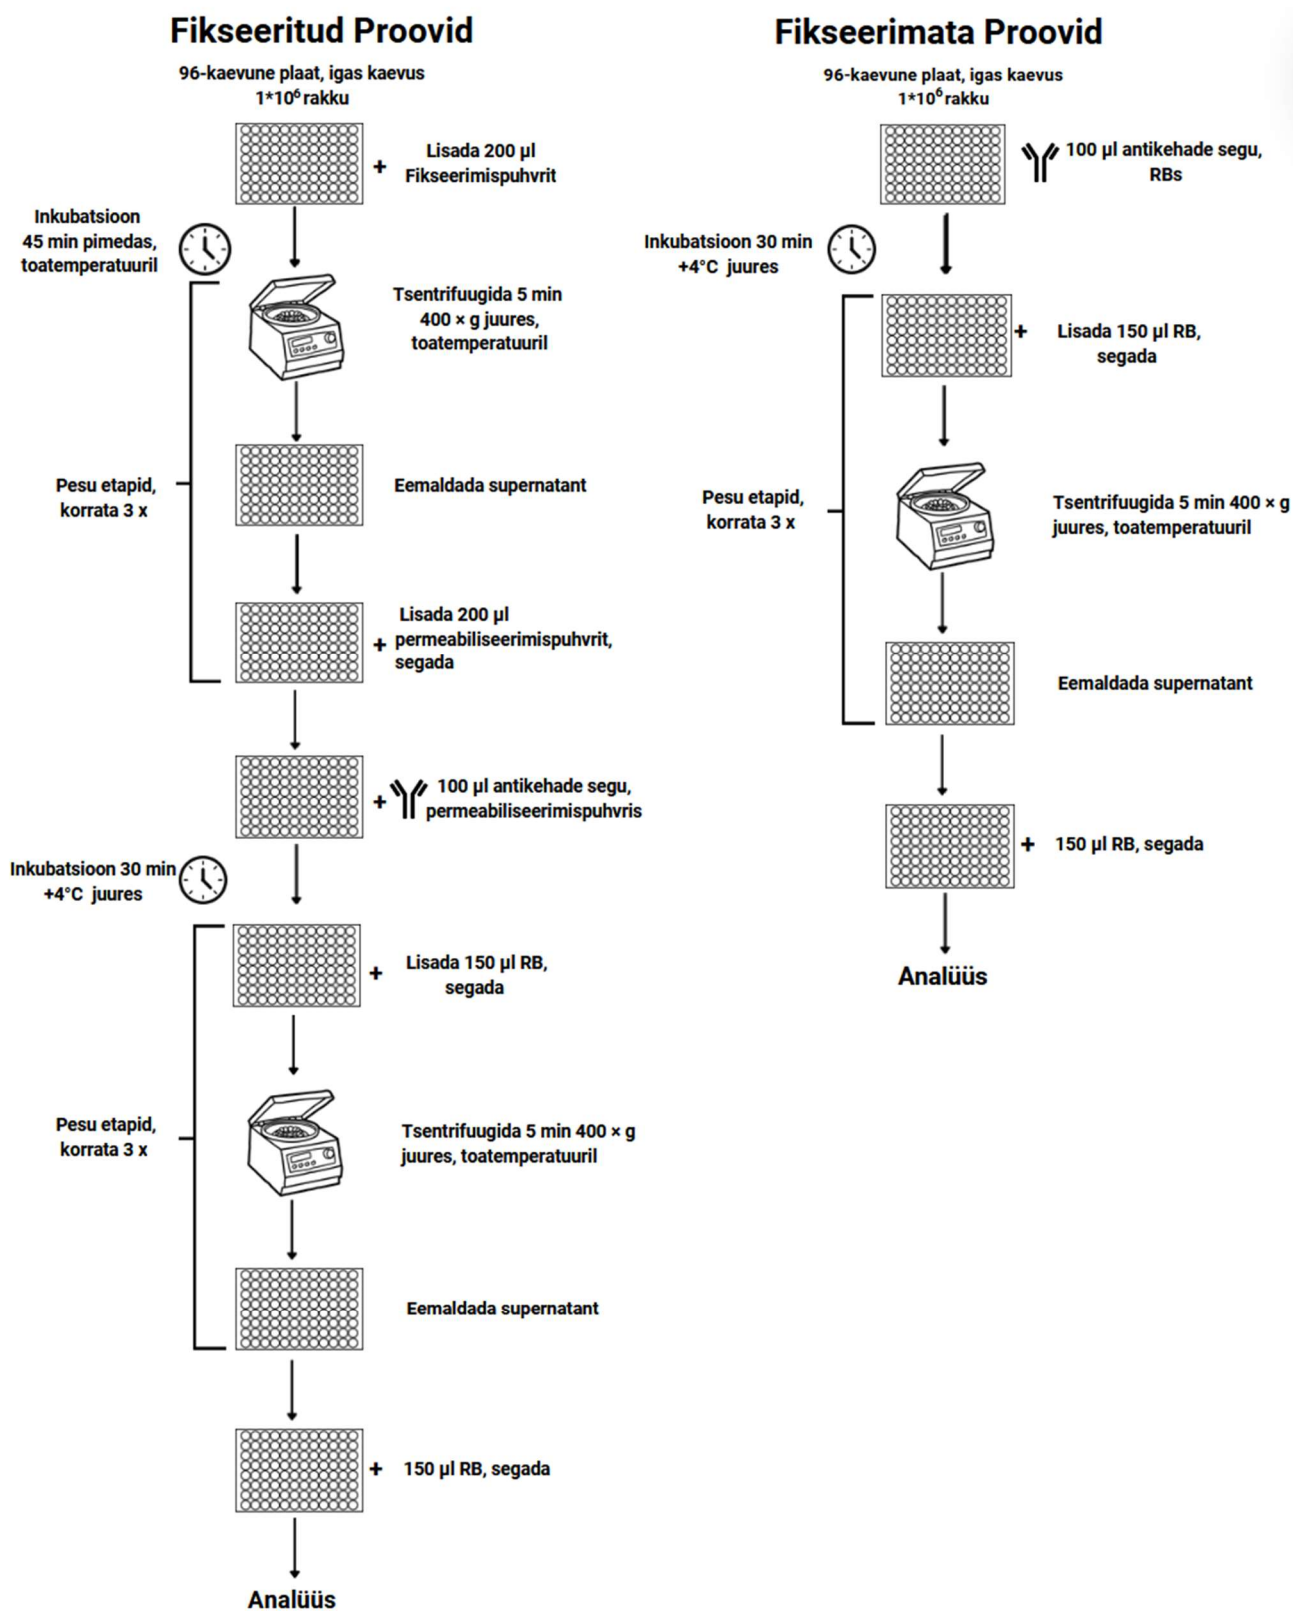 Fikseeritud Proovid
96-kaevune plaat, igas kaevus
1*10⁶ rakku
+
Lisada 200 µl
Fikseerimispuhvrit
Inkubatsioon
45 min pimedas,
toatemperatuuril
Tsentrifuugida 5 min
400 × g juures,
toatemperatuuril
Pesu etapid,
korrata 3 x
Eemaldada supernatant
+
Lisada 200 µl
permeabiliseerimispuhvrit,
segada
+
100 µl antikehade segu,
permeabiliseerimispuhvris
Inkubatsioon 30 min
+4°C juures
+
Lisada 150 µl RB,
segada
Pesu etapid,
korrata 3 x
Tsentrifuugida 5 min 400 × g
juures, toatemperatuuril
Eemaldada supernatant
+
150 µl RB, segada
Analüüs
Fikseerimata Proovid
96-kaevune plaat, igas kaevus
1*10⁶ rakku
100 µl antikehade segu,
RBs
Inkubatsioon 30 min
+4°C juures
+
Lisada 150 µl RB,
segada
Pesu etapid,
korrata 3 x
Tsentrifuugida 5 min 400 × g
juures, toatemperatuuril
Eemaldada supernatant
+
150 µl RB, segada
Analüüs